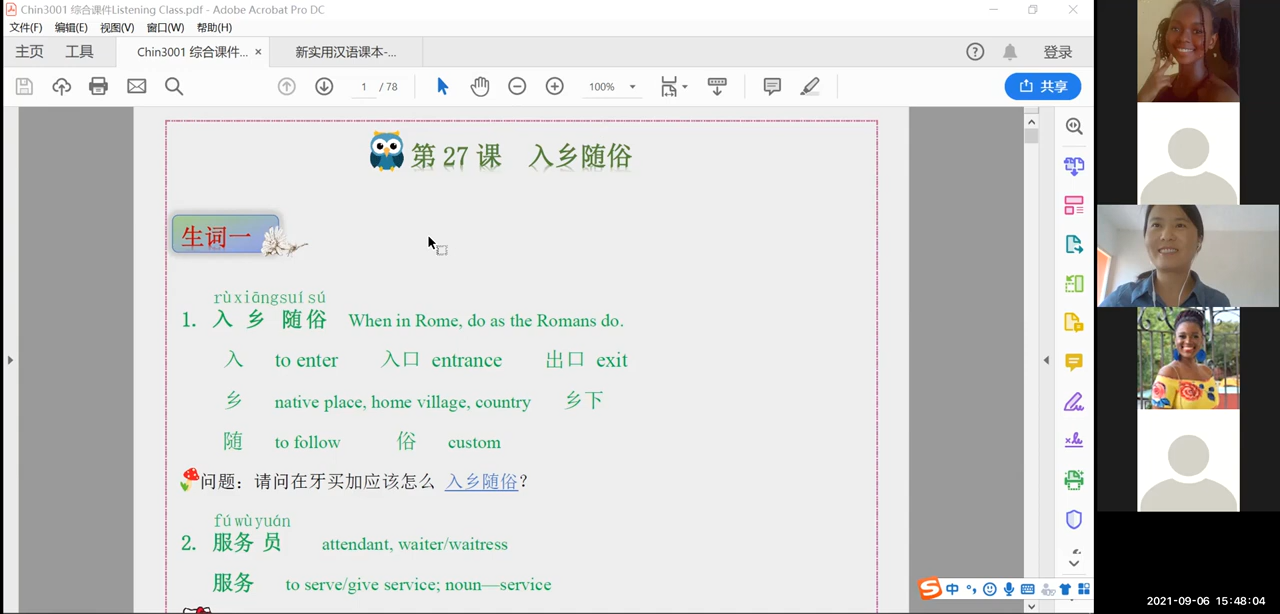 Chin3001 综合课件Listening Class.pdf - Adobe Acrobat Pro DC
文件(F) 编辑(E) 视图(V) 窗口(W) 帮助(H)
主页 工具 Chin3001 综合课件... × 新实用汉语课本-... 登录
1 / 78 100% 共享
第 27 课 入乡随俗
生词一
rù xiāng suí sú
1. 入 乡 随 俗 When in Rome, do as the Romans do.
入 to enter 入口 entrance 出口 exit
乡 native place, home village, country 乡下
随 to follow 俗 custom
问题：请问在牙买加应该怎么 入乡随俗?
fú wù yuán
2. 服务 员 attendant, waiter/waitress
服务 to serve/give service; noun—service
中
2021-09-06 15:48:04